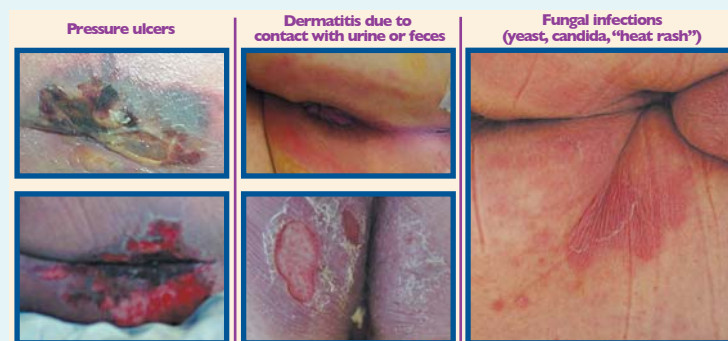 Pressure ulcers
Dermatitis due to
contact with urine or feces
Fungal infections
(yeast, candida, “heat rash”)